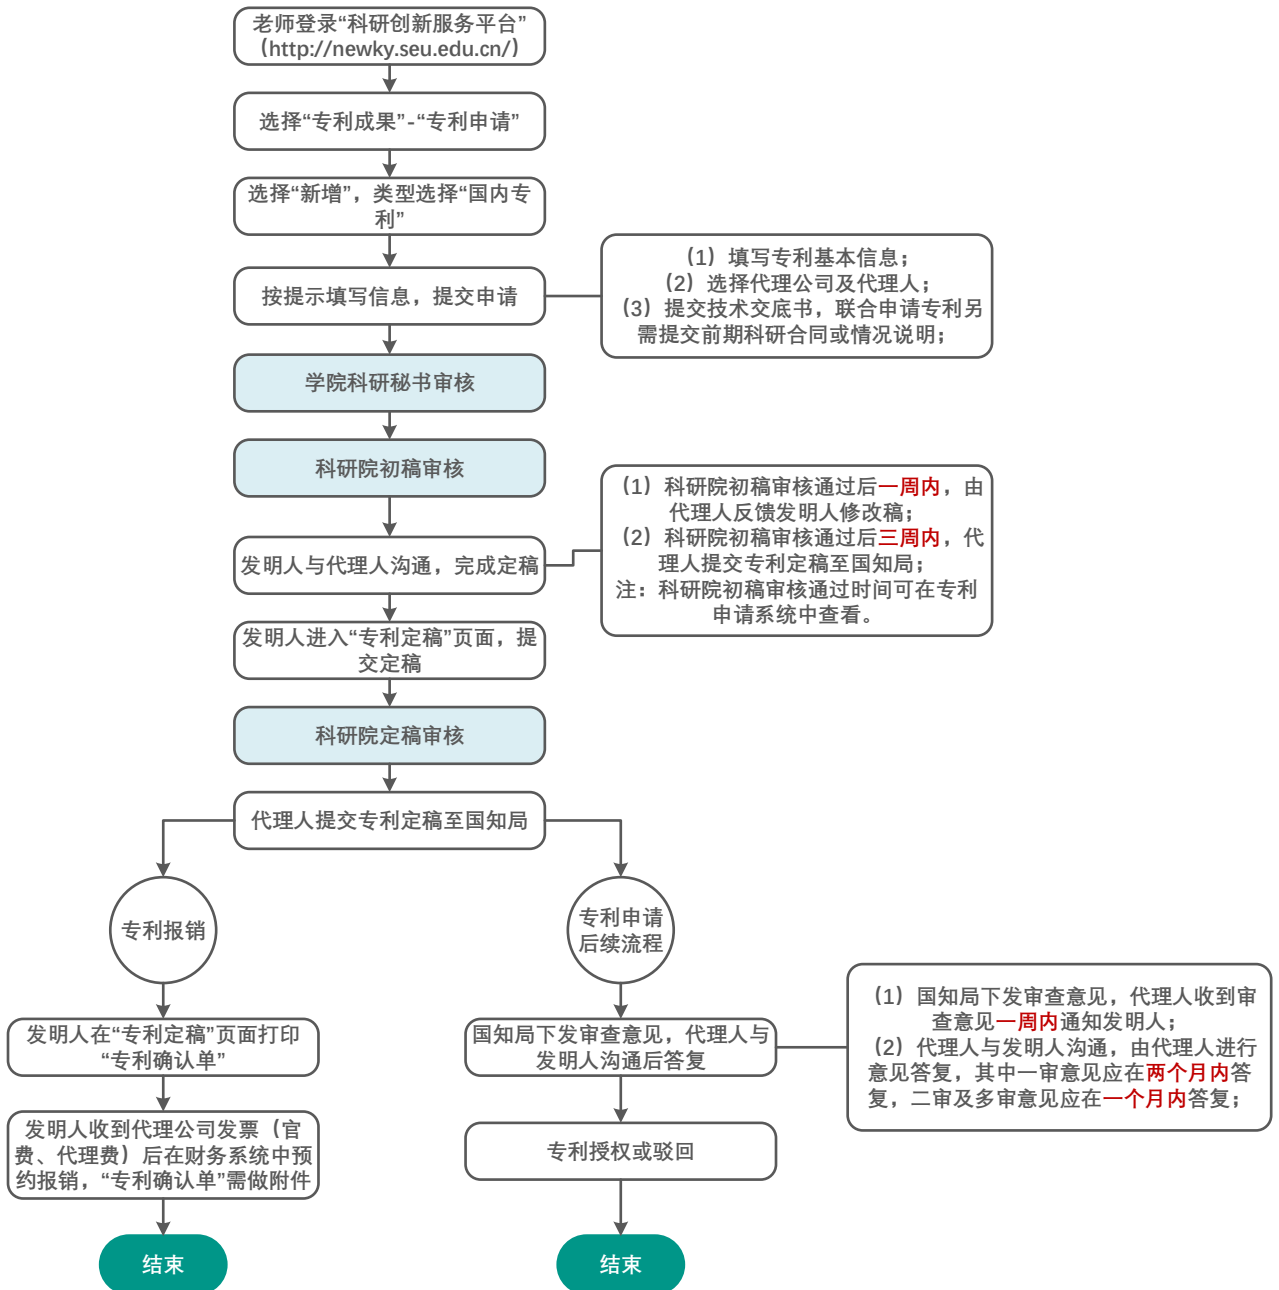 老师登录“科研创新服务平台”
（http://newky.seu.edu.cn/）
选择“专利成果”-“专利申请”
选择“新增”，类型选择“国内专
利”
按提示填写信息，提交申请
（1）填写专利基本信息；
（2）选择代理公司及代理人；
（3）提交技术交底书，联合申请专利另
需提交前期科研合同或情况说明；
学院科研秘书审核
科研院初稿审核
（1）科研院初稿审核通过后一周内，由
代理人反馈发明人修改稿；
（2）科研院初稿审核通过后三周内，代
理人提交专利定稿至国知局；
注：科研院初稿审核通过时间可在专利
申请系统中查看。
发明人与代理人沟通，完成定稿
发明人进入“专利定稿”页面，提
交定稿
科研院定稿审核
代理人提交专利定稿至国知局
专利报销
发明人在“专利定稿”页面打印
“专利确认单”
发明人收到代理公司发票（官
费、代理费）后在财务系统中预
约报销，“专利确认单”需做附件
结束
专利申请
后续流程
国知局下发审查意见，代理人与
发明人沟通后答复
（1）国知局下发审查意见，代理人收到审
查意见一周内通知发明人；
（2）代理人与发明人沟通，由代理人进行
意见答复，其中一审意见应在两个月内答
复，二审及多审意见应在一个月内答复；
专利授权或驳回
结束